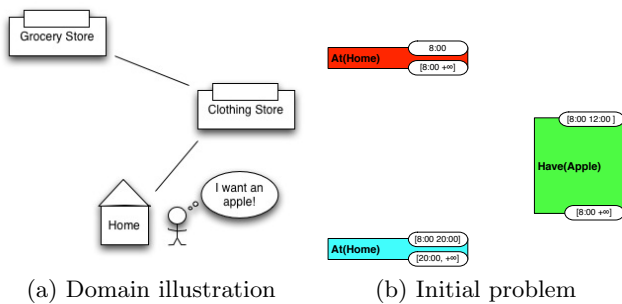 Grocery Store
Clothing Store
Home
I want an
apple!
(a) Domain illustration
8:00
At(Home)
[8:00 +∞]
[8:00 12:00 ]
Have(Apple)
[8:00 +∞]
[8:00 20:00]
At(Home)
[20:00, +∞]
(b) Initial problem